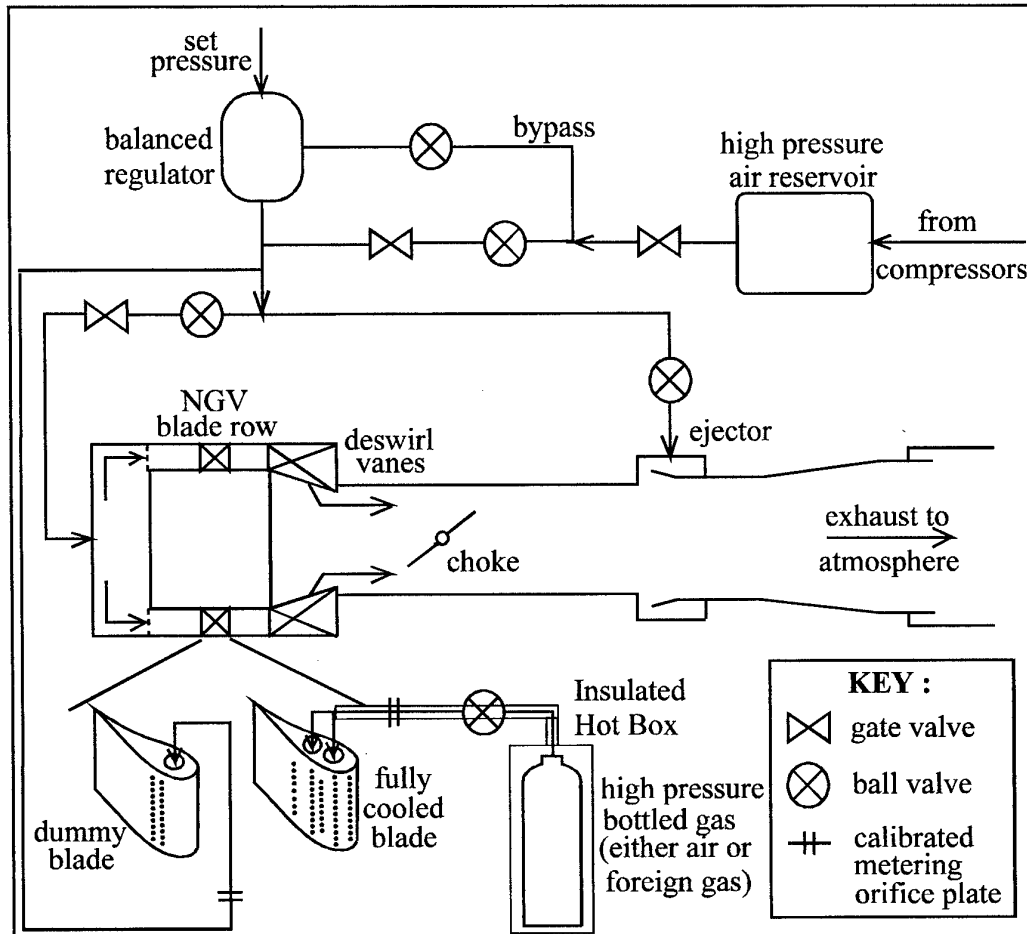 set
pressure
balanced
regulator
bypass
high pressure
air reservoir
from
compressors
NGV
blade row
deswirl
vanes
ejector
choke
exhaust to
atmosphere
Insulated
Hot Box
dummy
blade
fully
cooled
blade
high pressure
bottled gas
(either air or
foreign gas)
KEY :
gate valve
ball valve
calibrated
metering
orifice plate